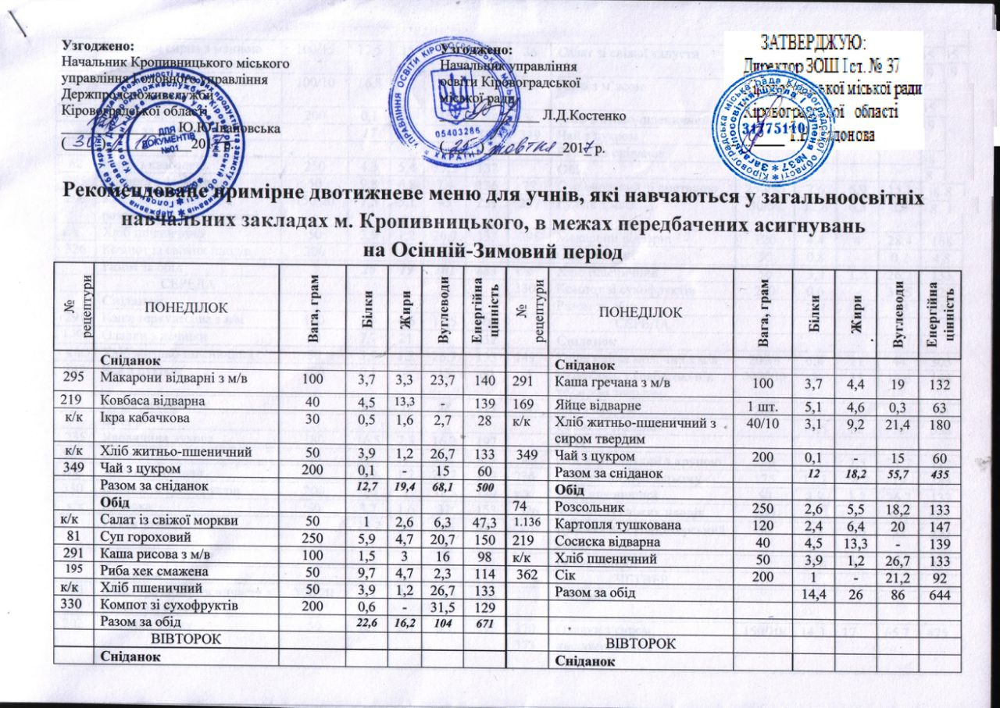 Узгоджено:
Начальник Кропивницького міського
управління Головного управління
Держпродспоживслужби
Кіровоградської області
Ю.Ю. Івановська
( 30 10 2017 р.
Узгоджено:
Начальник управління
освіти Кіровоградської
міської ради
Л.Д.Костенко
( 25 жовтня 2017 р.
ЗАТВЕРДЖУЮ:
Директор ЗОШ І ст. № 37
міської ради
Кіровоградської області
ДЛЯ
ДОКУМЕНТІВ
№01
05403286
31775110
Рекомендоване примірне двотижневе меню для учнів, які навчаються у загальноосвітніх
навчальних закладах м. Кропивницького, в межах передбачених асигнувань
на Осінній-Зимовий період
№ рецептури ПОНЕДІЛОК Вага, грам Білки Жири Вуглеводи Енергійна цінність № рецептури ПОНЕДІЛОК Вага, грам Білки Жири Вуглеводи Енергійна цінність
Сніданок Сніданок
295 Макарони відварні з м/в 100 3,7 3,3 23,7 140 291 Каша гречана з м/в 100 3,7 4,4 19 132
219 Ковбаса відварна 40 4,5 13,3 - 139 169 Яйце відварне 1 шт. 5,1 4,6 0,3 63
к/к Ікра кабачкова 30 0,5 1,6 2,7 28 к/к Хліб житньо-пшеничний з 40/10 3,1 9,2 21,4 180
сиром твердим
к/к Хліб житньо-пшеничний 50 3,9 1,2 26,7 133 349 Чай з цукром 200 0,1 - 15 60
349 Чай з цукром 200 0,1 - 15 60 Разом за сніданок 12 18,2 55,7 435
Разом за сніданок 12,7 19,4 68,1 500 Обід
Обід 74 Розсольник 250 2,6 5,5 18,2 133
к/к Салат із свіжої моркви 50 1 2,6 6,3 47,3 1.136 Картопля тушкована 120 2,4 6,4 20 147
81 Суп гороховий 250 5,9 4,7 20,7 150 219 Сосиска відварна 40 4,5 13,3 - 139
291 Каша рисова з м/в 100 1,5 3 16 98 к/к Хліб пшеничний 50 3,9 1,2 26,7 133
195 Риба хек смажена 50 9,7 4,7 2,3 114 362 Сік 200 1 - 21,2 92
к/к Хліб пшеничний 50 3,9 1,2 26,7 133 Разом за обід 14,4 26 86 644
330 Компот зі сухофруктів 200 0,6 - 31,5 129
Разом за обід 22,6 16,2 104 671
ВІВТОРОК ВІВТОРОК
Сніданок Сніданок